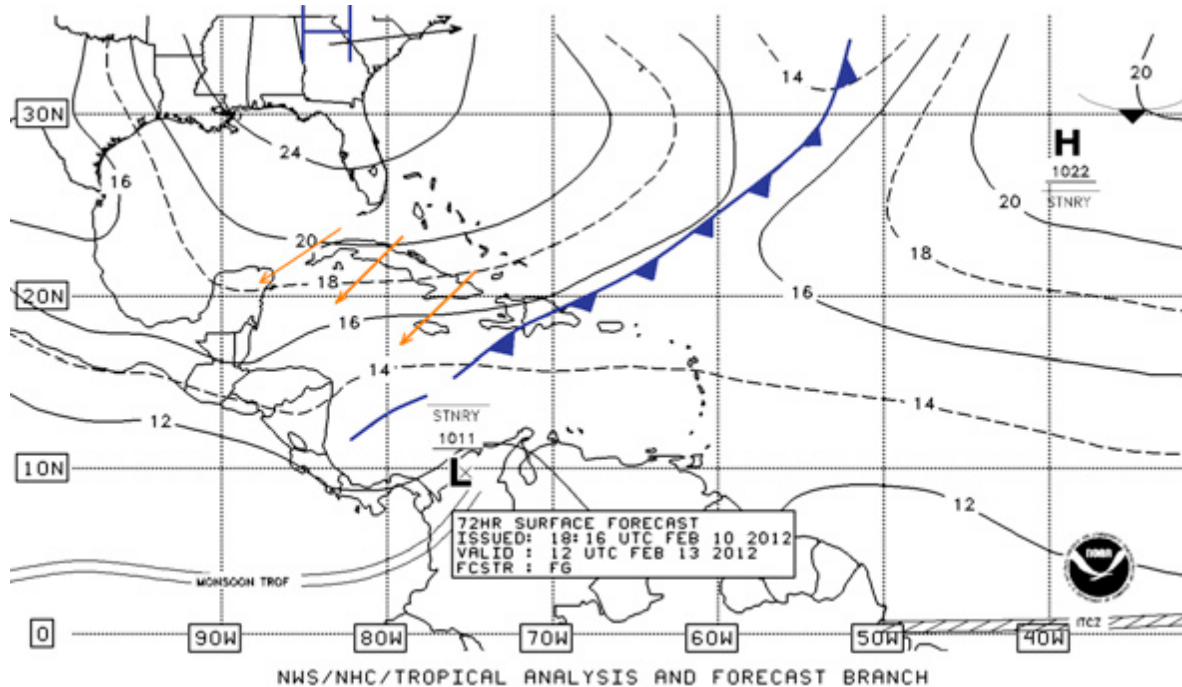 14
20
30N
24
H
1022
STNRY
16
20
20
18
18
20N
16
16
14
STNRY
14
12
1011
10N
L
12
72HR SURFACE FORECAST
ISSUED: 18:16 UTC FEB 10 2012
VALID : 12 UTC FEB 13 2012
FCSTR : FG
NOAA
MONSOON TROF
ITCZ
0
90W
80W
70W
60W
50W
40W
NWS/NHC/TROPICAL ANALYSIS AND FORECAST BRANCH